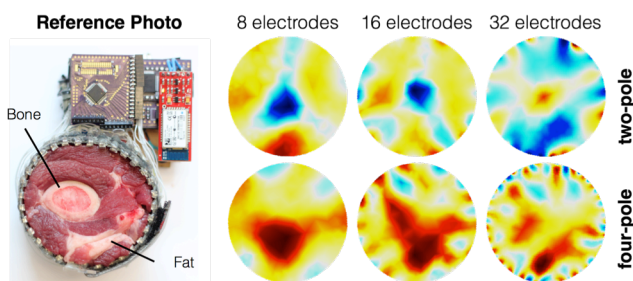 Reference Photo
8 electrodes
16 electrodes
32 electrodes
Bone
Fat
two-pole
four-pole